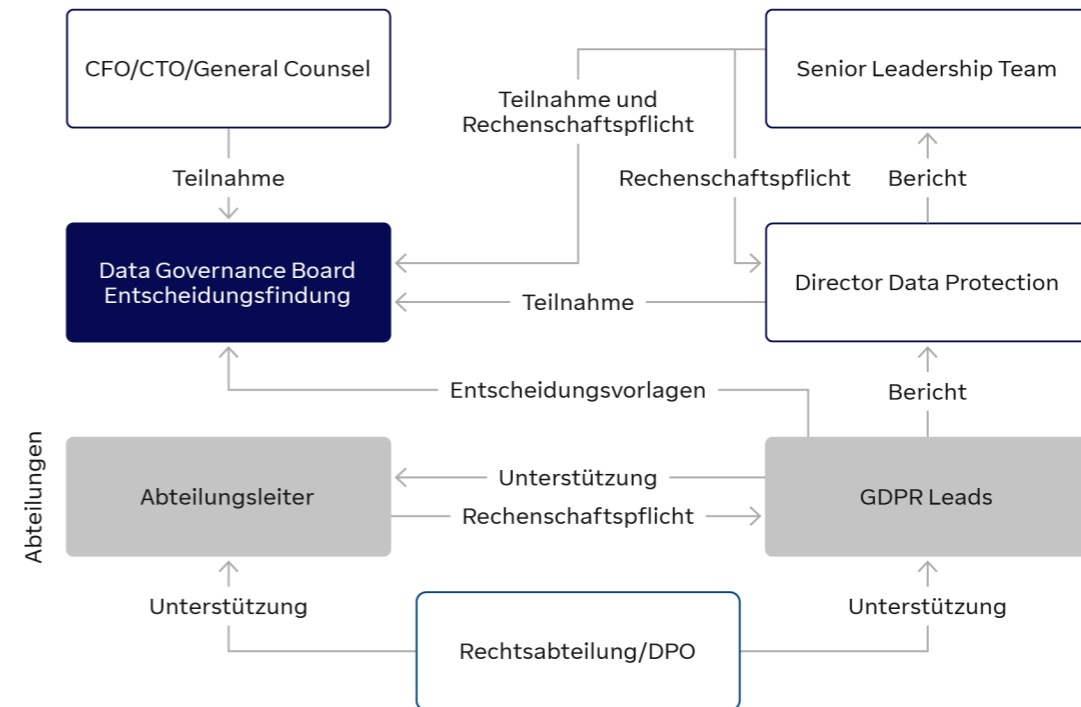 CFO/CTO/General Counsel
Senior Leadership Team
Teilnahme und
Rechenschaftspflicht
Teilnahme
Rechenschaftspflicht
Bericht
Data Governance Board
Entscheidungsfindung
Director Data Protection
Teilnahme
Entscheidungsvorlagen
Bericht
Abteilungen
Abteilungsleiter
Unterstützung
Rechenschaftspflicht
GDPR Leads
Unterstützung
Unterstützung
Rechtsabteilung/DPO